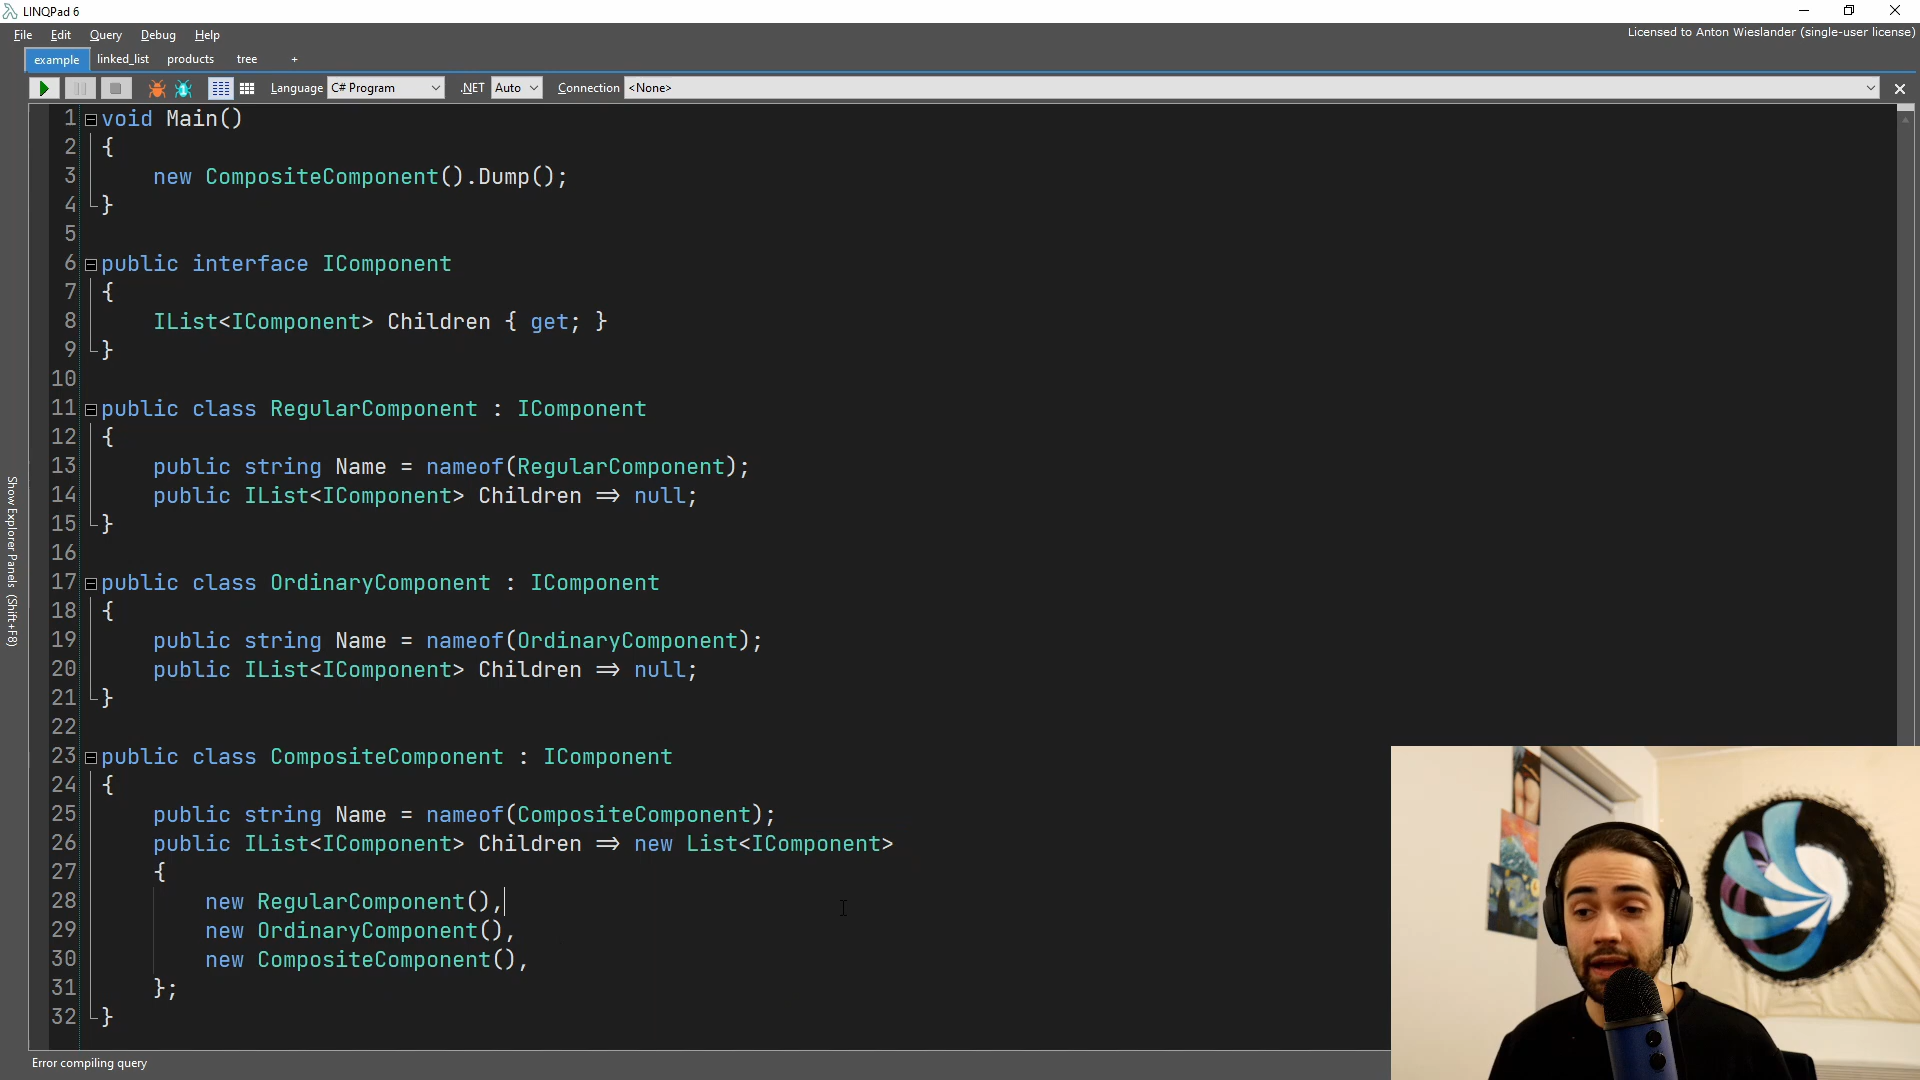 LINQPad 6
File Edit Query Debug Help
Licensed to Anton Wieslander (single-user license)
example linked_list products tree +
Language C# Program .NET Auto Connection <None>
1 void Main()
2 {
3 new CompositeComponent().Dump();
4 }
5
6 public interface IComponent
7 {
8 IList<IComponent> Children { get; }
9 }
10
11 public class RegularComponent : IComponent
12 {
13 public string Name = nameof(RegularComponent);
14 public IList<IComponent> Children => null;
15 }
16
17 public class OrdinaryComponent : IComponent
18 {
19 public string Name = nameof(OrdinaryComponent);
20 public IList<IComponent> Children => null;
21 }
22
23 public class CompositeComponent : IComponent
24 {
25 public string Name = nameof(CompositeComponent);
26 public IList<IComponent> Children => new List<IComponent>
27 {
28 new RegularComponent(),
29 new OrdinaryComponent(),
30 new CompositeComponent(),
31 };
32 }
Show Explorer Panels (Shift+F8)
Error compiling query